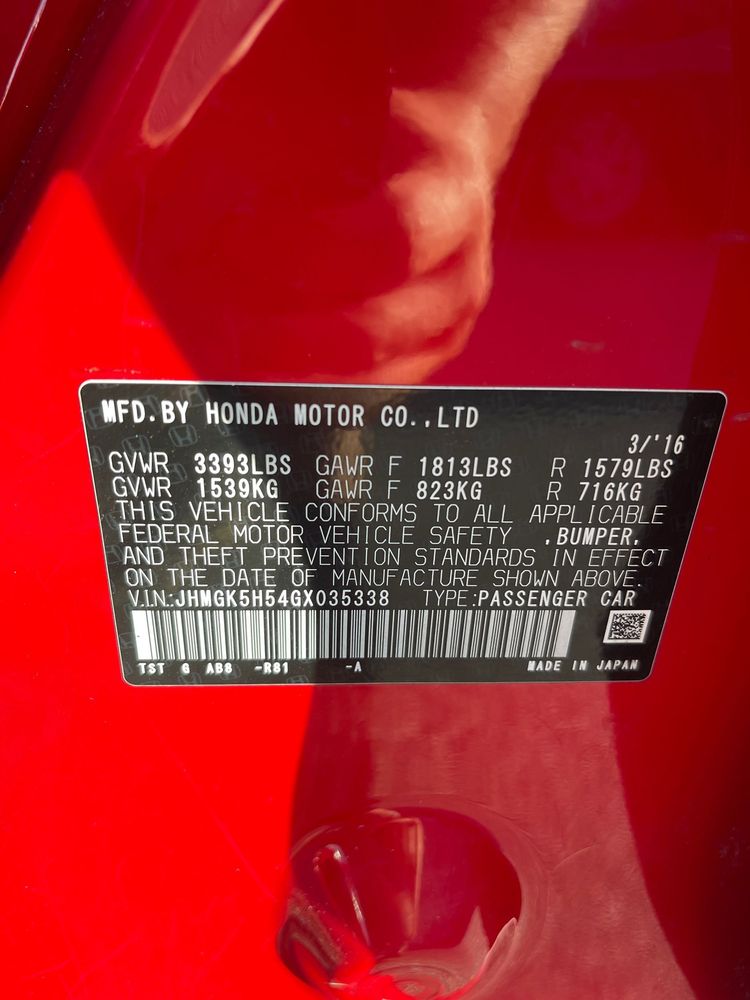 MFD.BY HONDA MOTOR CO.,LTD
3/'16
GVWR 3393LBS GAWR F 1813LBS R 1579LBS
GVWR 1539KG GAWR F 823KG R 716KG
THIS VEHICLE CONFORMS TO ALL APPLICABLE
FEDERAL MOTOR VEHICLE SAFETY ,BUMPER,
AND THEFT PREVENTION STANDARDS IN EFFECT
ON THE DATE OF MANUFACTURE SHOWN ABOVE.
V.I.N:JHMGK5H54GX035338 TYPE:PASSENGER CAR
TST G AB8 -R81 -A MADE IN JAPAN